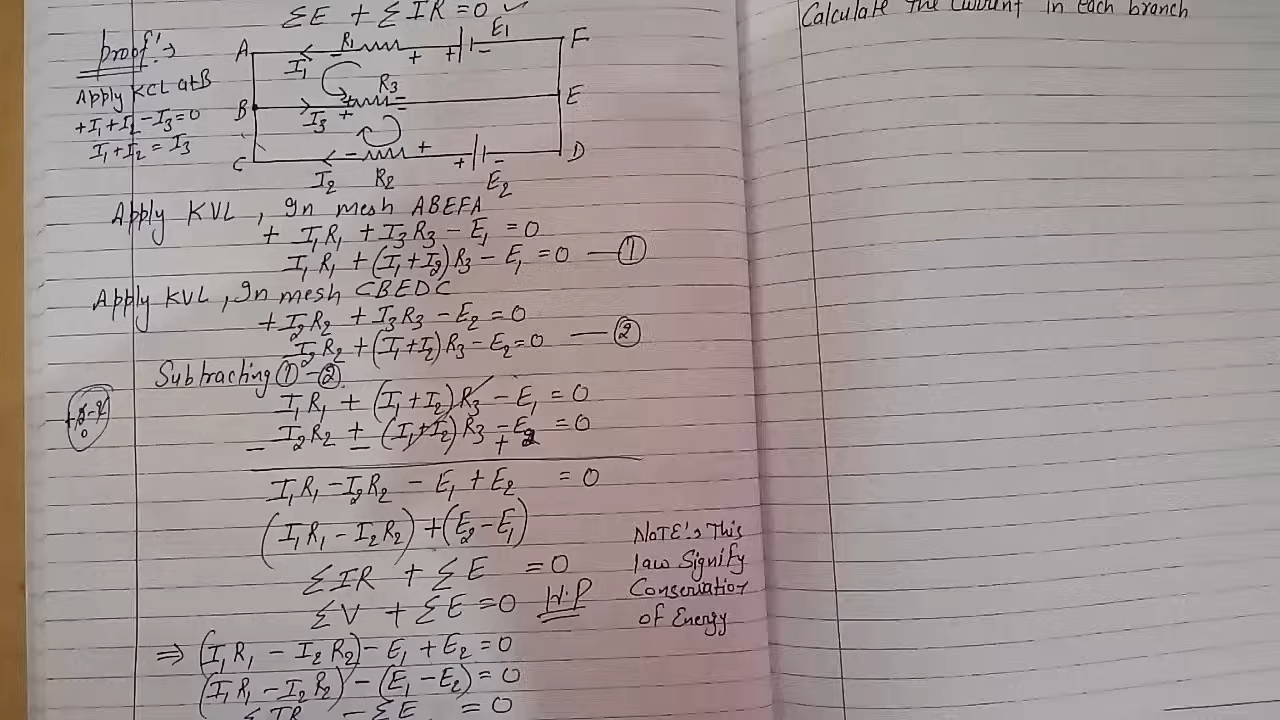 ΣE + ΣIR = 0 ✓
Proof:→
Apply KCL at B
+I₁+I₂-I₃=0
I₁+I₂ = I₃
A I₁ - R₁ + + - E₁ F
B I₃ + R₃ - E
C I₂ - R₂ + + - E₂ D
Apply KVL, In mesh ABEFA
+ I₁R₁ + I₃R₃ - E₁ = 0
I₁R₁ + (I₁+I₂)R₃ - E₁ = 0 — ①
Apply KVL, In mesh CBEDC
+ I₂R₂ + I₃R₃ - E₂ = 0
I₂R₂ + (I₁+I₂)R₃ - E₂ = 0 — ②
Subtracting ① - ②
I₁R₁ + (I₁+I₂)R₃ - E₁ = 0
I₂R₂ + (I₁+I₂)R₃ - E₂ = 0
- - +
I₁R₁ - I₂R₂ - E₁ + E₂ = 0
(I₁R₁ - I₂R₂) + (E₂ - E₁)
ΣIR + ΣE = 0
ΣV + ΣE = 0 H.P
NOTE:→ This
law Signify
Conservation
of Energy
⇒ (I₁R₁ - I₂R₂) - E₁ + E₂ = 0
(I₁R₁ - I₂R₂) - (E₁ - E₂) = 0
ΣIR - ΣE = 0
Calculate the current in each branch